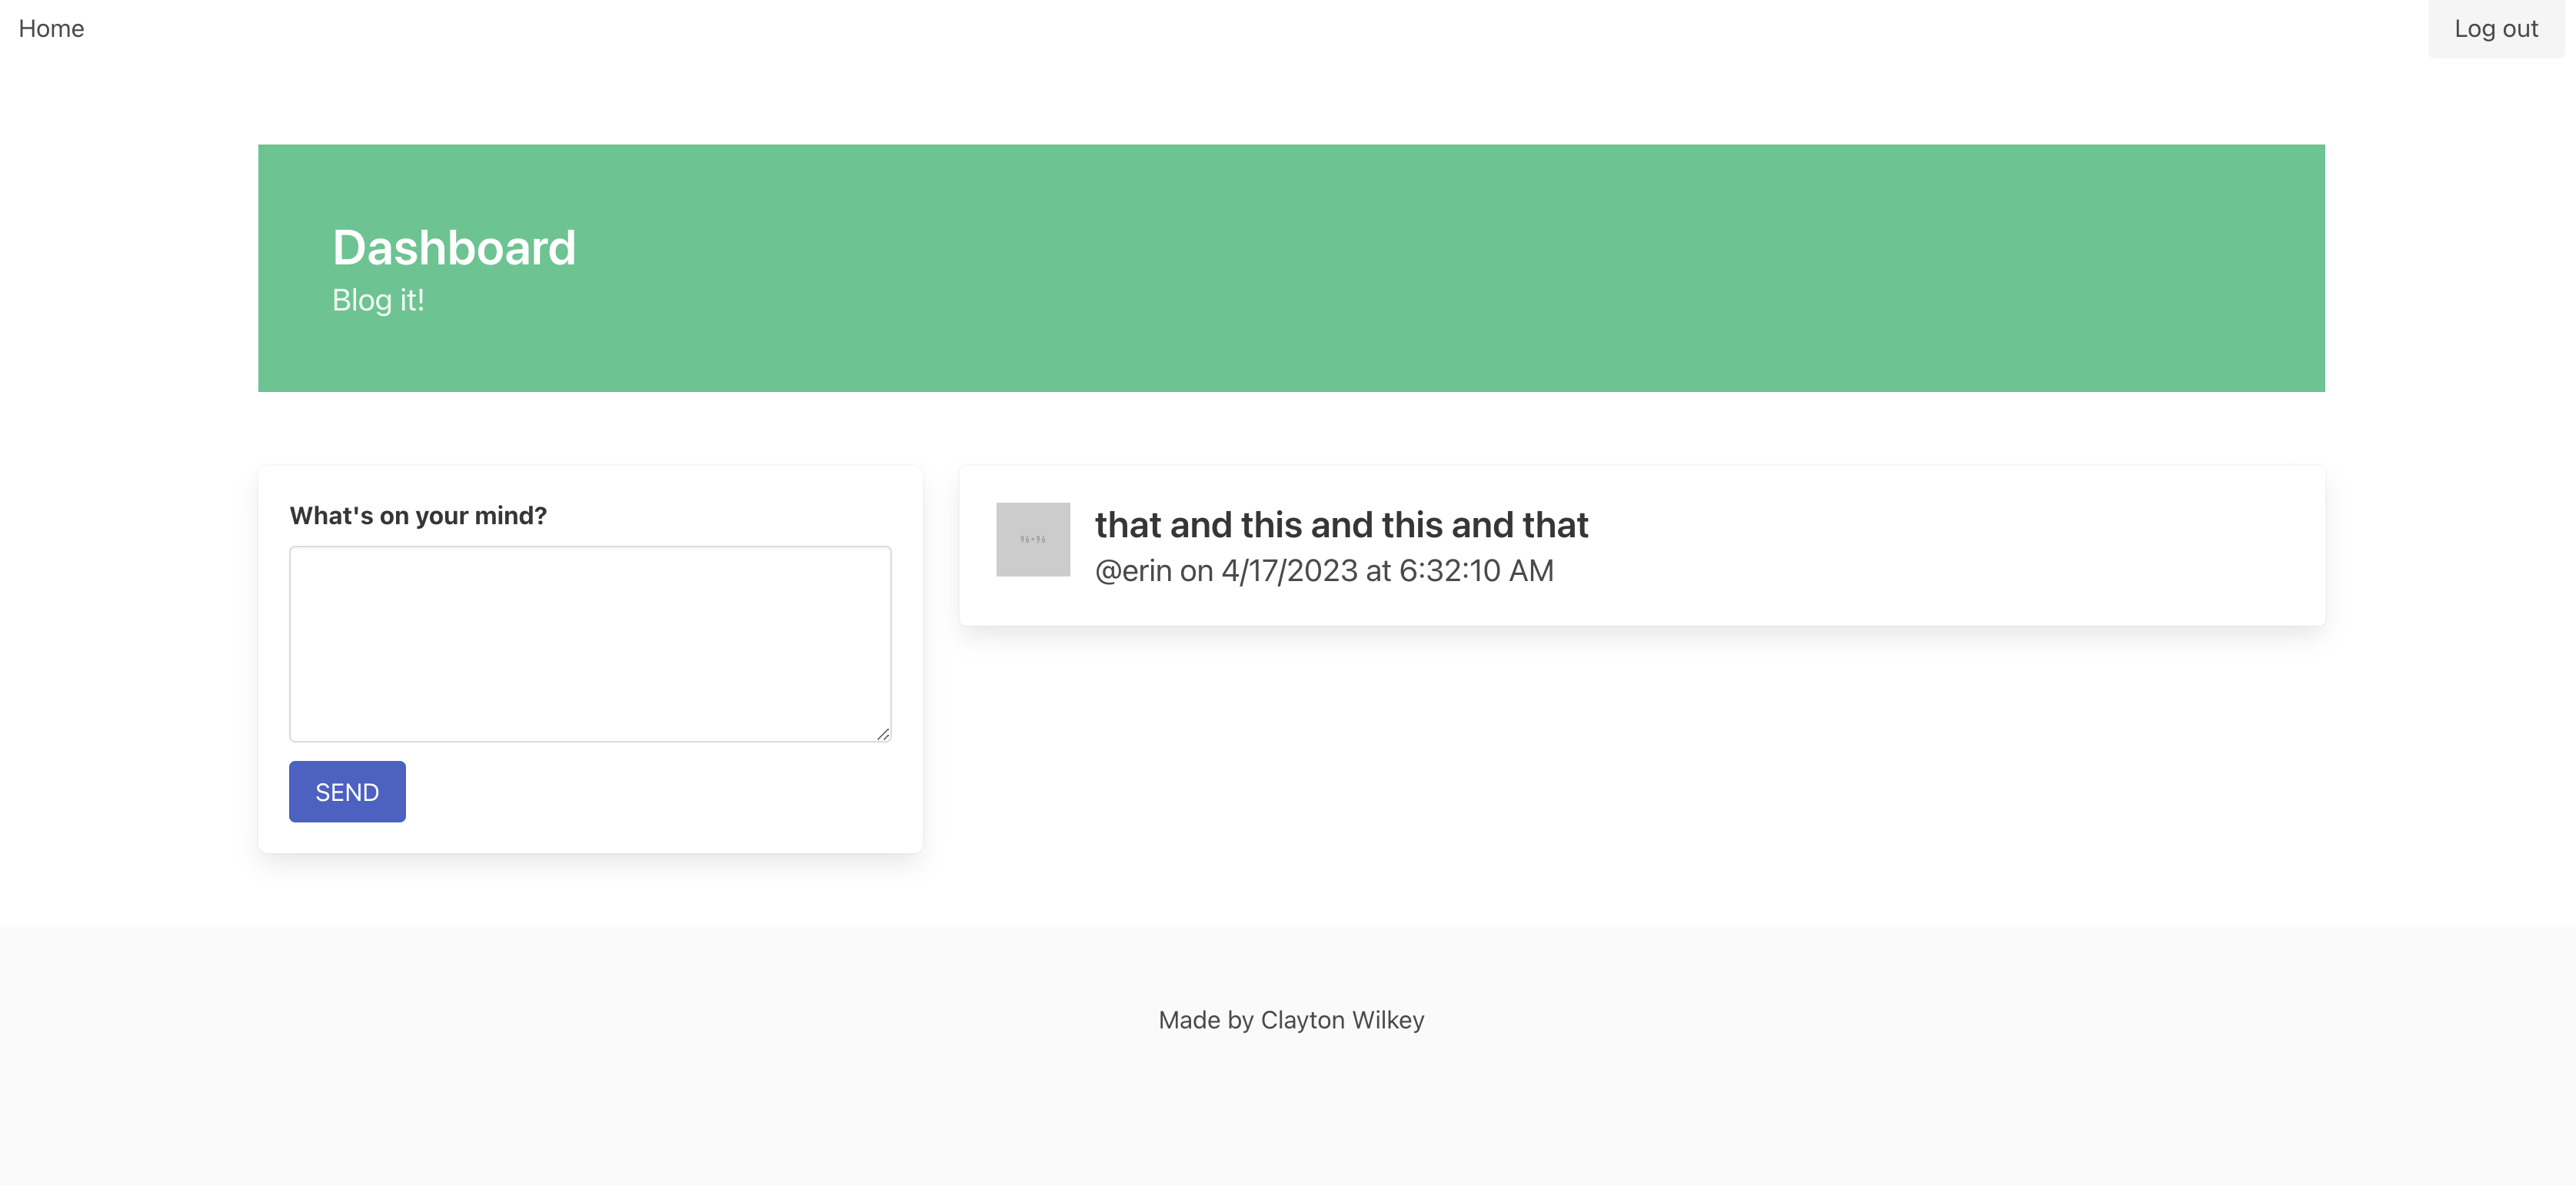 Home
Log out
Dashboard
Blog it!
What's on your mind?
SEND
96×96
that and this and this and that
@erin on 4/17/2023 at 6:32:10 AM
Made by Clayton Wilkey